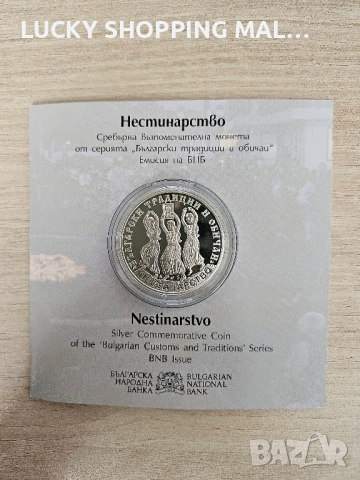 LUCKY SHOPPING MAL...
Нестинарство
Сребърна възпоменателна монета
от серията „Български традиции и обичаи“
Емисия на БНБ
БЪЛГАРСКИ ТРАДИЦИИ И ОБИЧАИ
НЕСТИНАРСТВО
Nestinarstvo
Silver Commemorative Coin
of the 'Bulgarian Customs and Traditions' Series
BNB Issue
БЪЛГАРСКА
НАРОДНА
БАНКА
BULGARIAN
NATIONAL
BANK
BAZAR